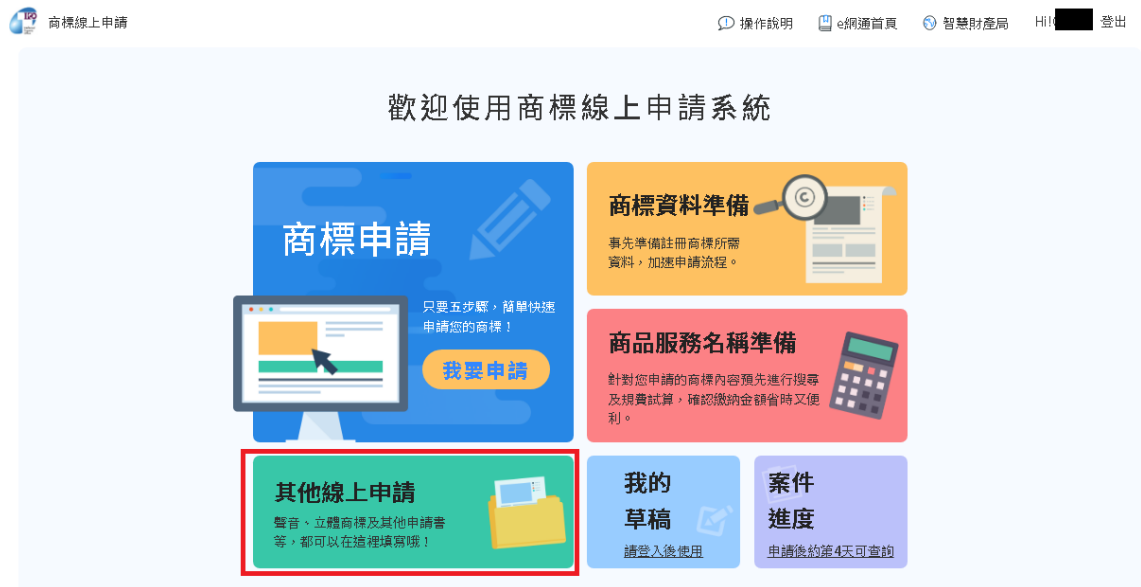 商標線上申請
操作說明
e網通首頁
智慧財產局
Hi!
登出
歡迎使用商標線上申請系統
商標申請
只要五步驟，簡單快速
申請您的商標！
我要申請
商標資料準備
事先準備註冊商標所需
資料，加速申請流程。
商品服務名稱準備
針對您申請的商標內容預先進行搜尋
及規費試算，確認繳納金額省時又便
利。
其他線上申請
聲音、立體商標及其他申請書
等，都可以在這裡填寫哦！
我的
草稿
請登入後使用
案件
進度
申請後約第4天可查詢